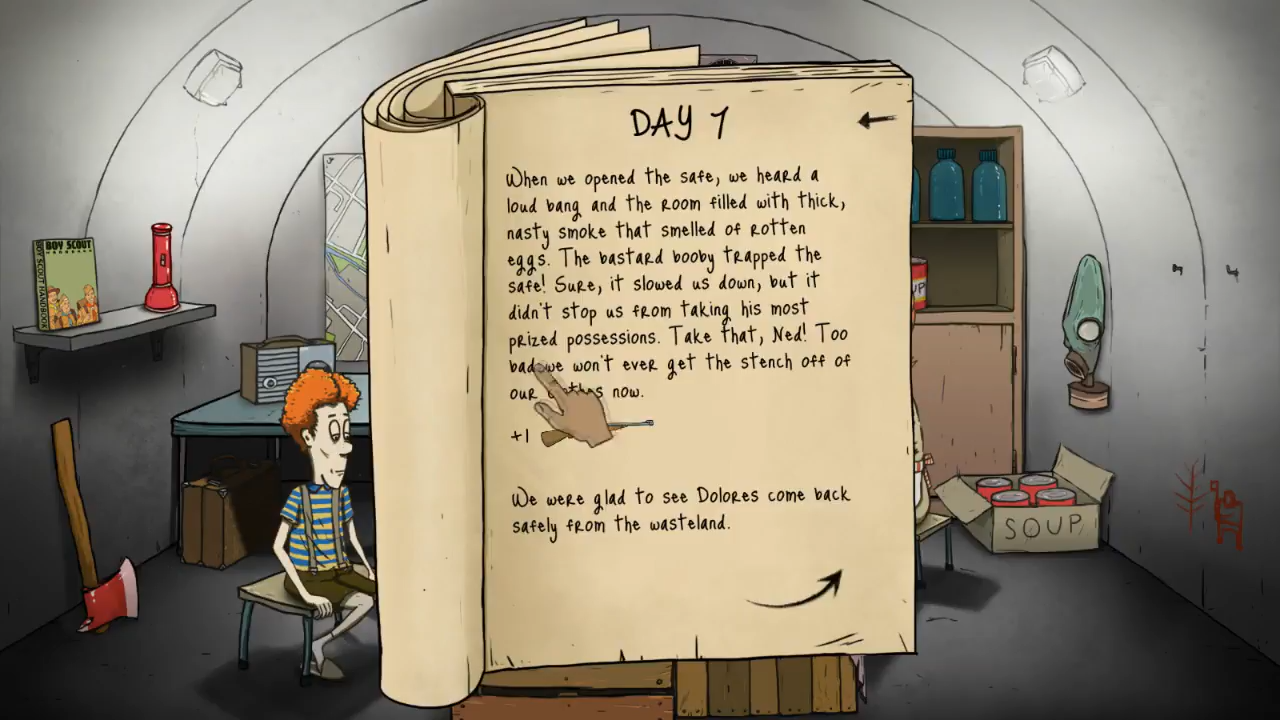 DAY 7
When we opened the safe, we heard a
loud bang and the room filled with thick,
nasty smoke that smelled of rotten
eggs. The bastard booby trapped the
safe! Sure, it slowed us down, but it
didn't stop us from taking his most
prized possessions. Take that, Ned! Too
bad we won't ever get the stench off of
our now.
+1
We were glad to see Dolores come back
safely from the wasteland.
BOY SCOUT
BOY SCOUT HANDBOOK
UP
SOUP